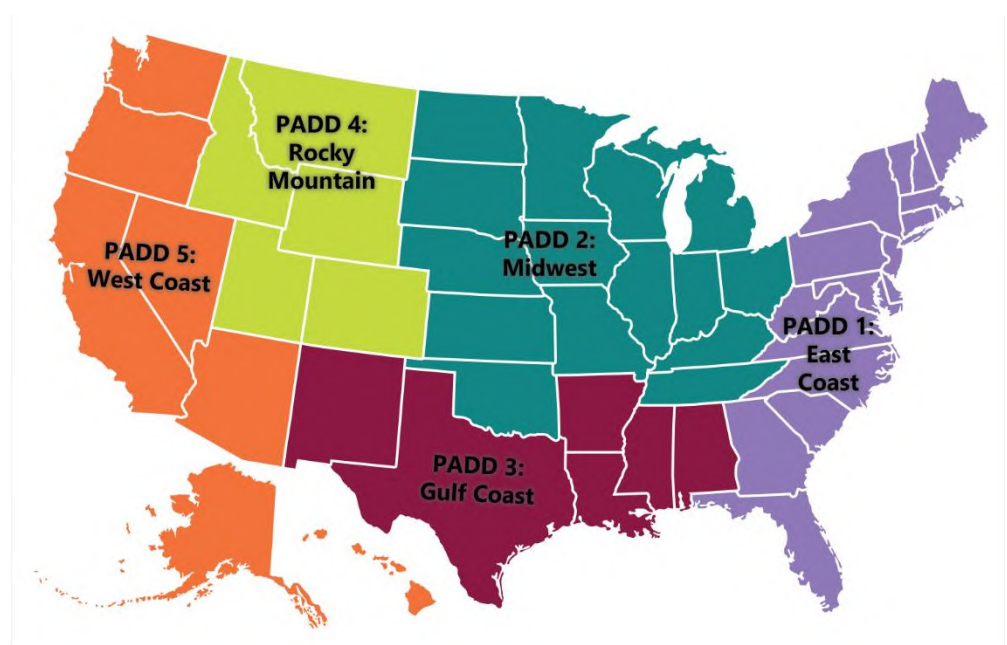 PADD 4:
Rocky
Mountain
PADD 5:
West Coast
PADD 2:
Midwest
PADD 1:
East
Coast
PADD 3:
Gulf Coast